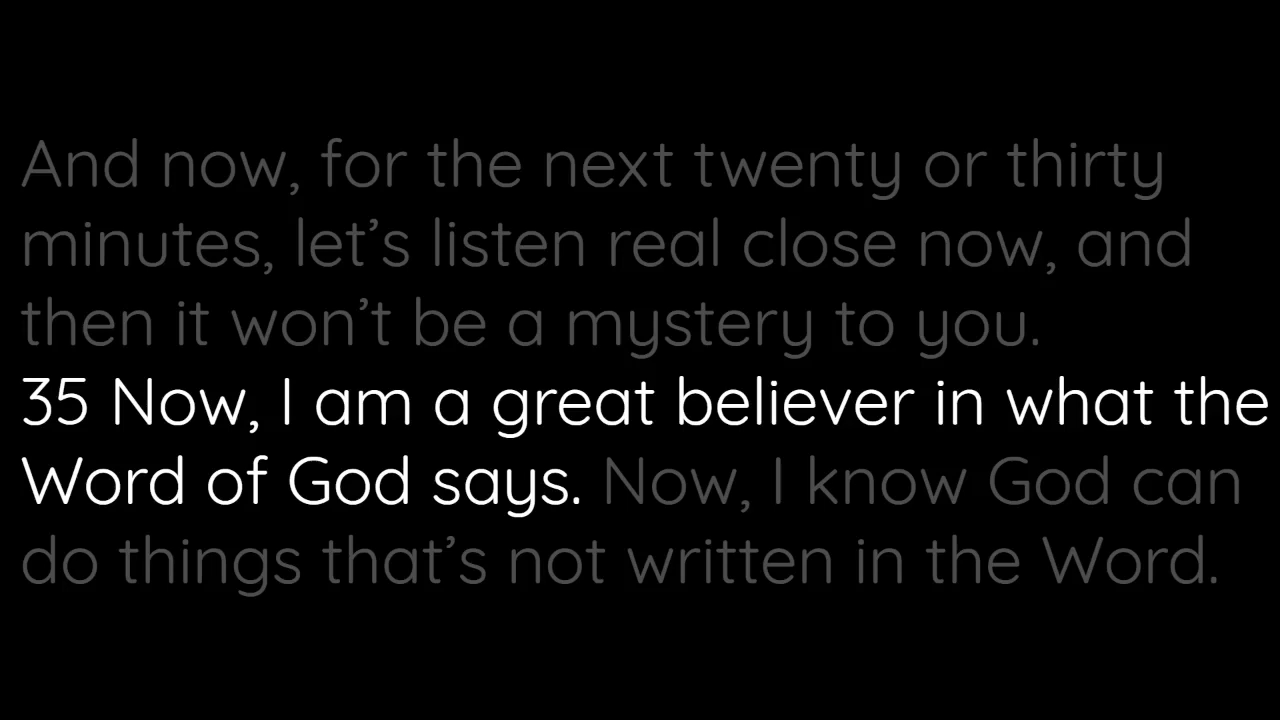 And now, for the next twenty or thirty
minutes, let’s listen real close now, and
then it won’t be a mystery to you.
35 Now, I am a great believer in what the
Word of God says. Now, I know God can
do things that’s not written in the Word.